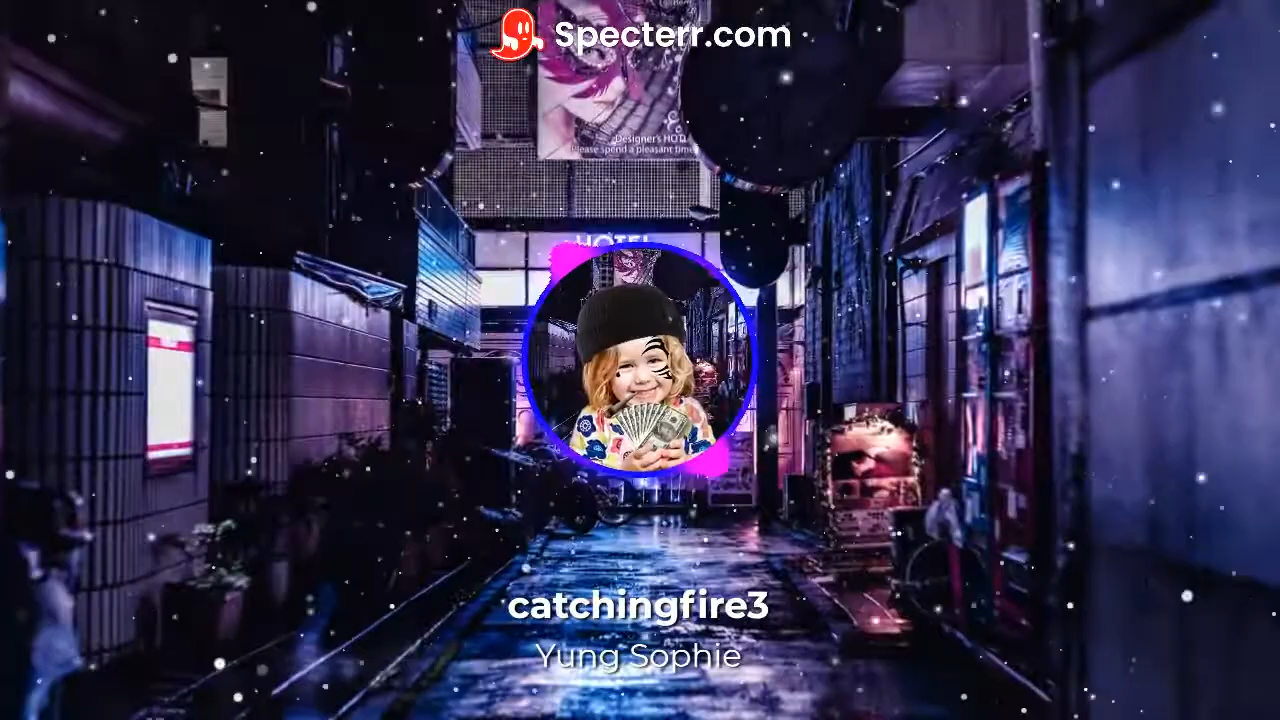 Specterr.com
Designer's HOTEL
Please spend a pleasant time
HOTEL
catchingfire3
Yung Sophie